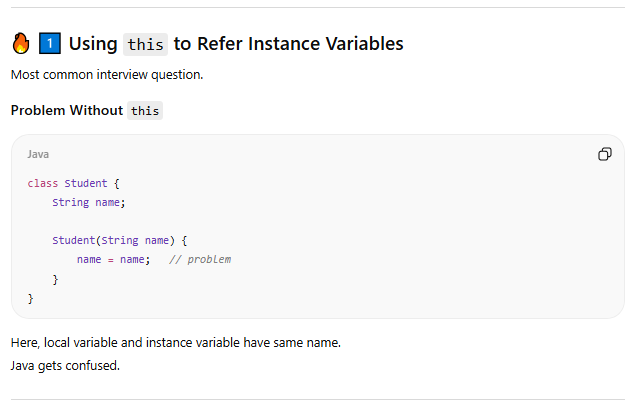 🔥 1️⃣ Using this to Refer Instance Variables
Most common interview question.
Problem Without this
Java
class Student {
    String name;
    Student(String name) {
        name = name;   // problem
    }
}
Here, local variable and instance variable have same name.
Java gets confused.